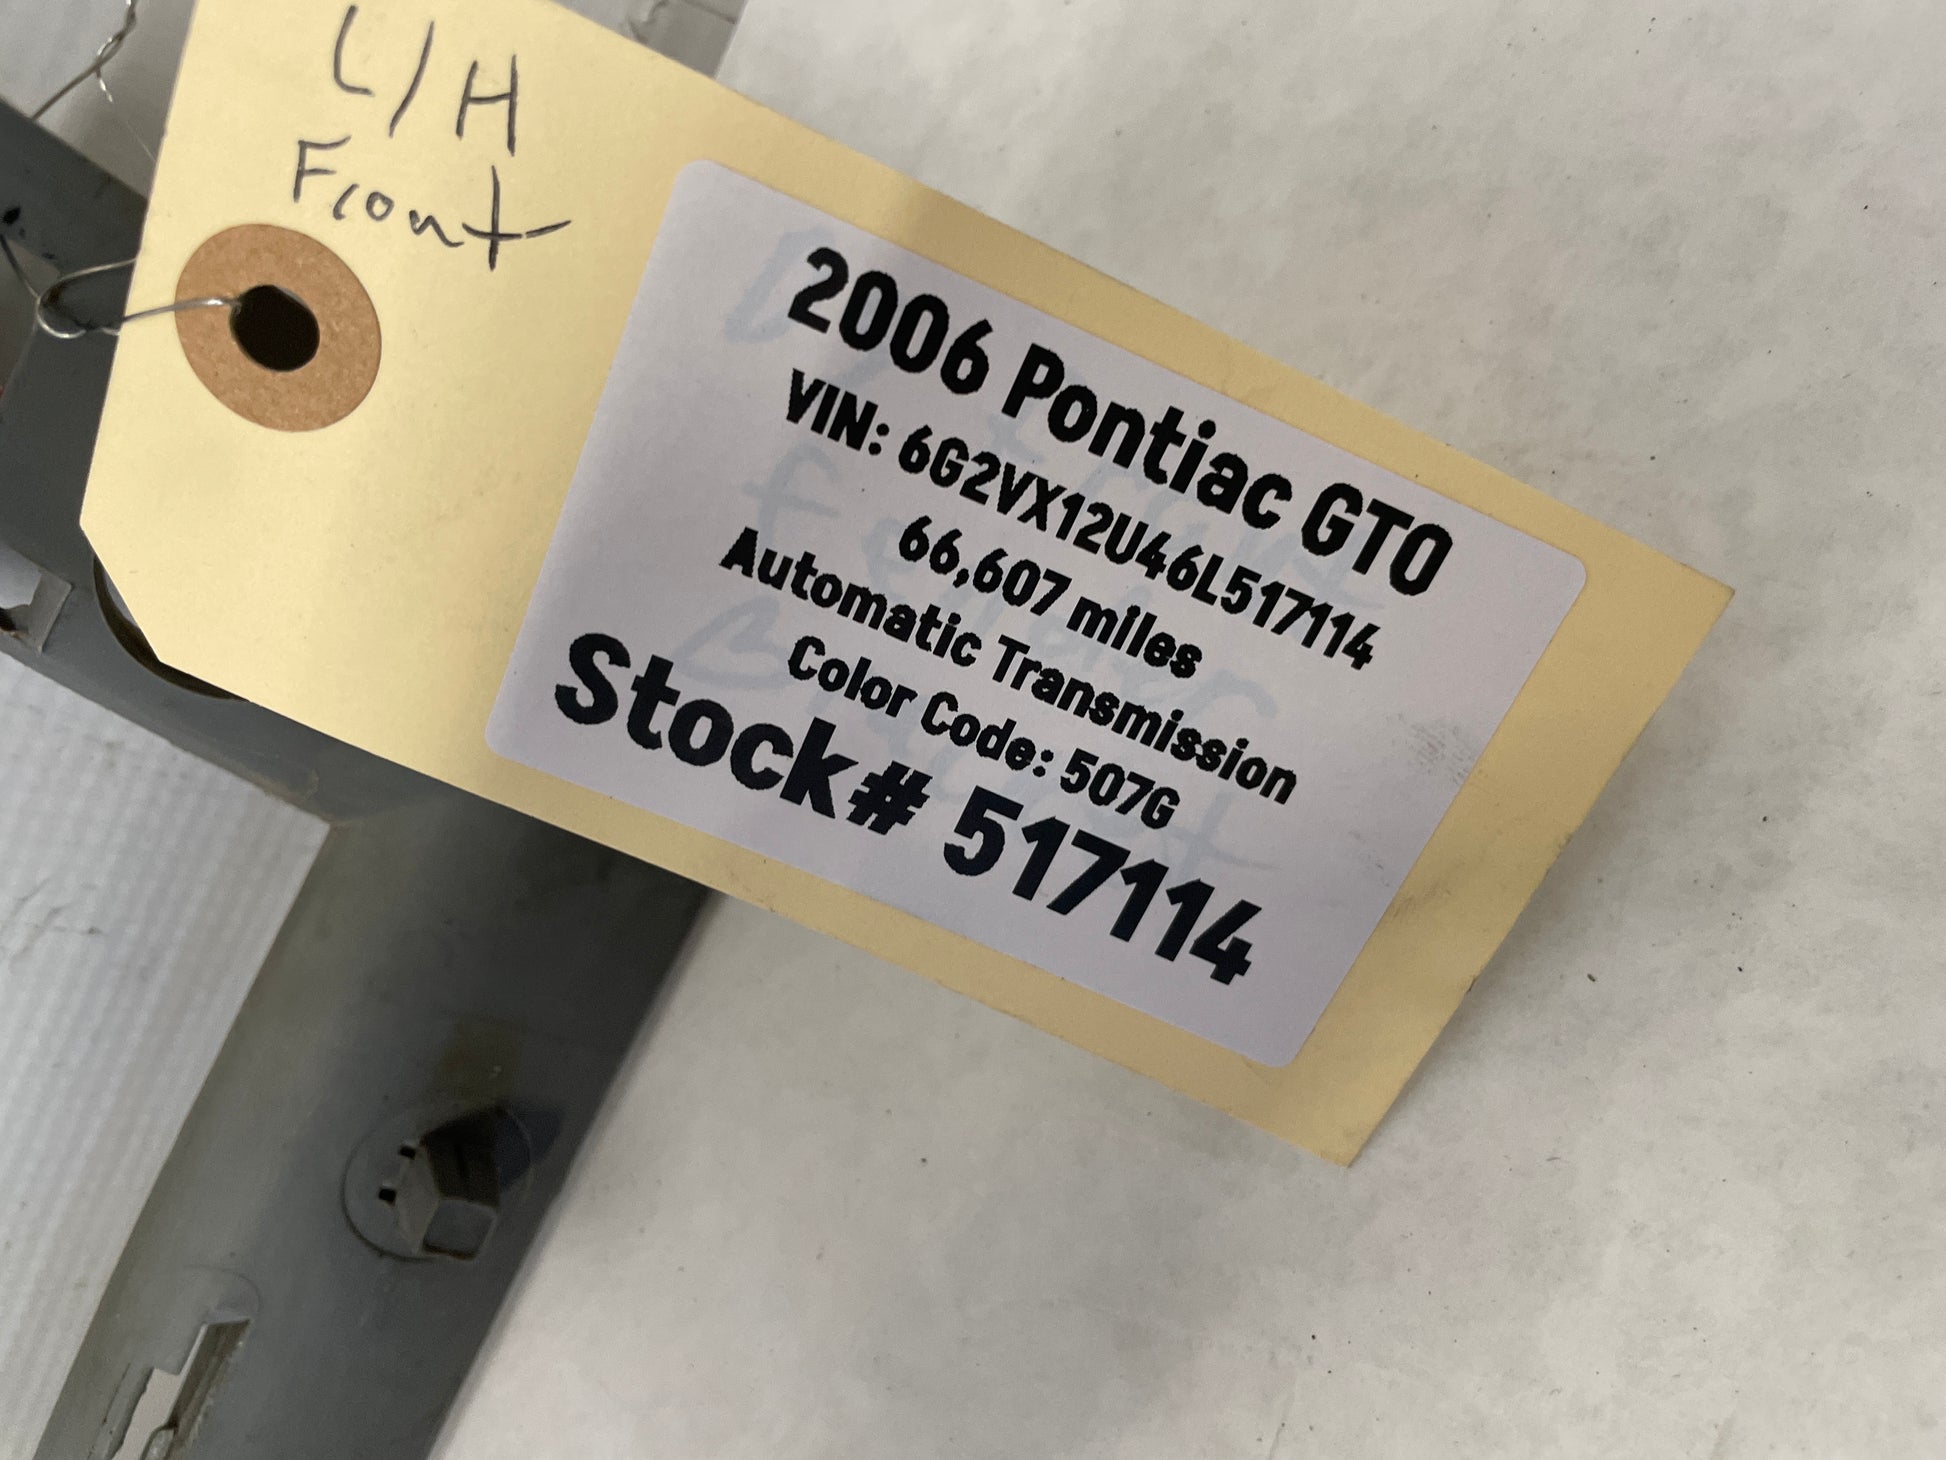 L/H
Front
2006 Pontiac GTO
VIN: 6G2VX12U46L517114
66,607 miles
Automatic Transmission
Color Code: 507G
Stock# 517114